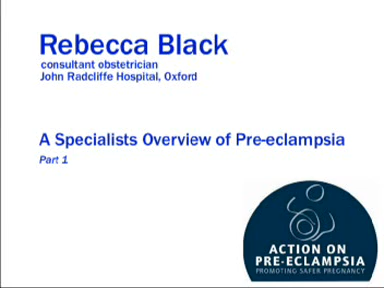 Rebecca Black
consultant obstetrician
John Radcliffe Hospital, Oxford
A Specialists Overview of Pre-eclampsia
Part 1
ACTION ON
PRE-ECLAMPSIA
PROMOTING SAFER PREGNANCY